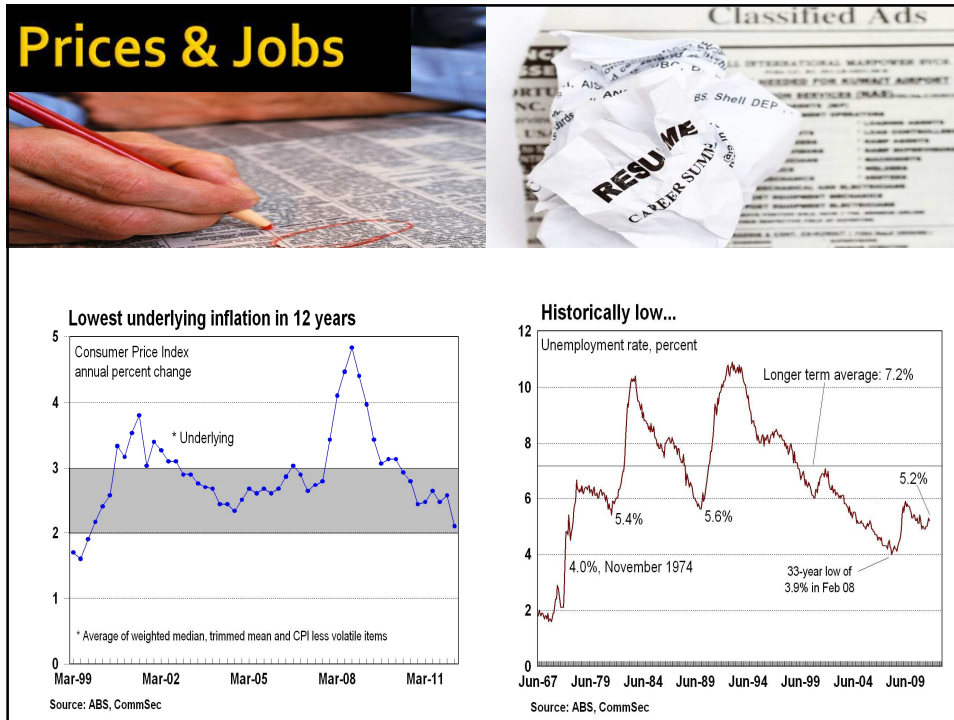 Prices & Jobs
Classified Ads
BS, Shell DEP
RESUME
CAREER SUMM
Lowest underlying inflation in 12 years
Consumer Price Index
annual percent change
* Underlying
5
4
3
2
1
0
* Average of weighted median, trimmed mean and CPI less volatile items
Mar-99 Mar-02 Mar-05 Mar-08 Mar-11
Source: ABS, CommSec
Historically low...
Unemployment rate, percent
Longer term average: 7.2%
12
10
8
6
4
2
0
5.2%
5.4%
5.6%
4.0%, November 1974
33-year low of
3.9% in Feb 08
Jun-67 Jun-79 Jun-84 Jun-89 Jun-94 Jun-99 Jun-04 Jun-09
Source: ABS, CommSec